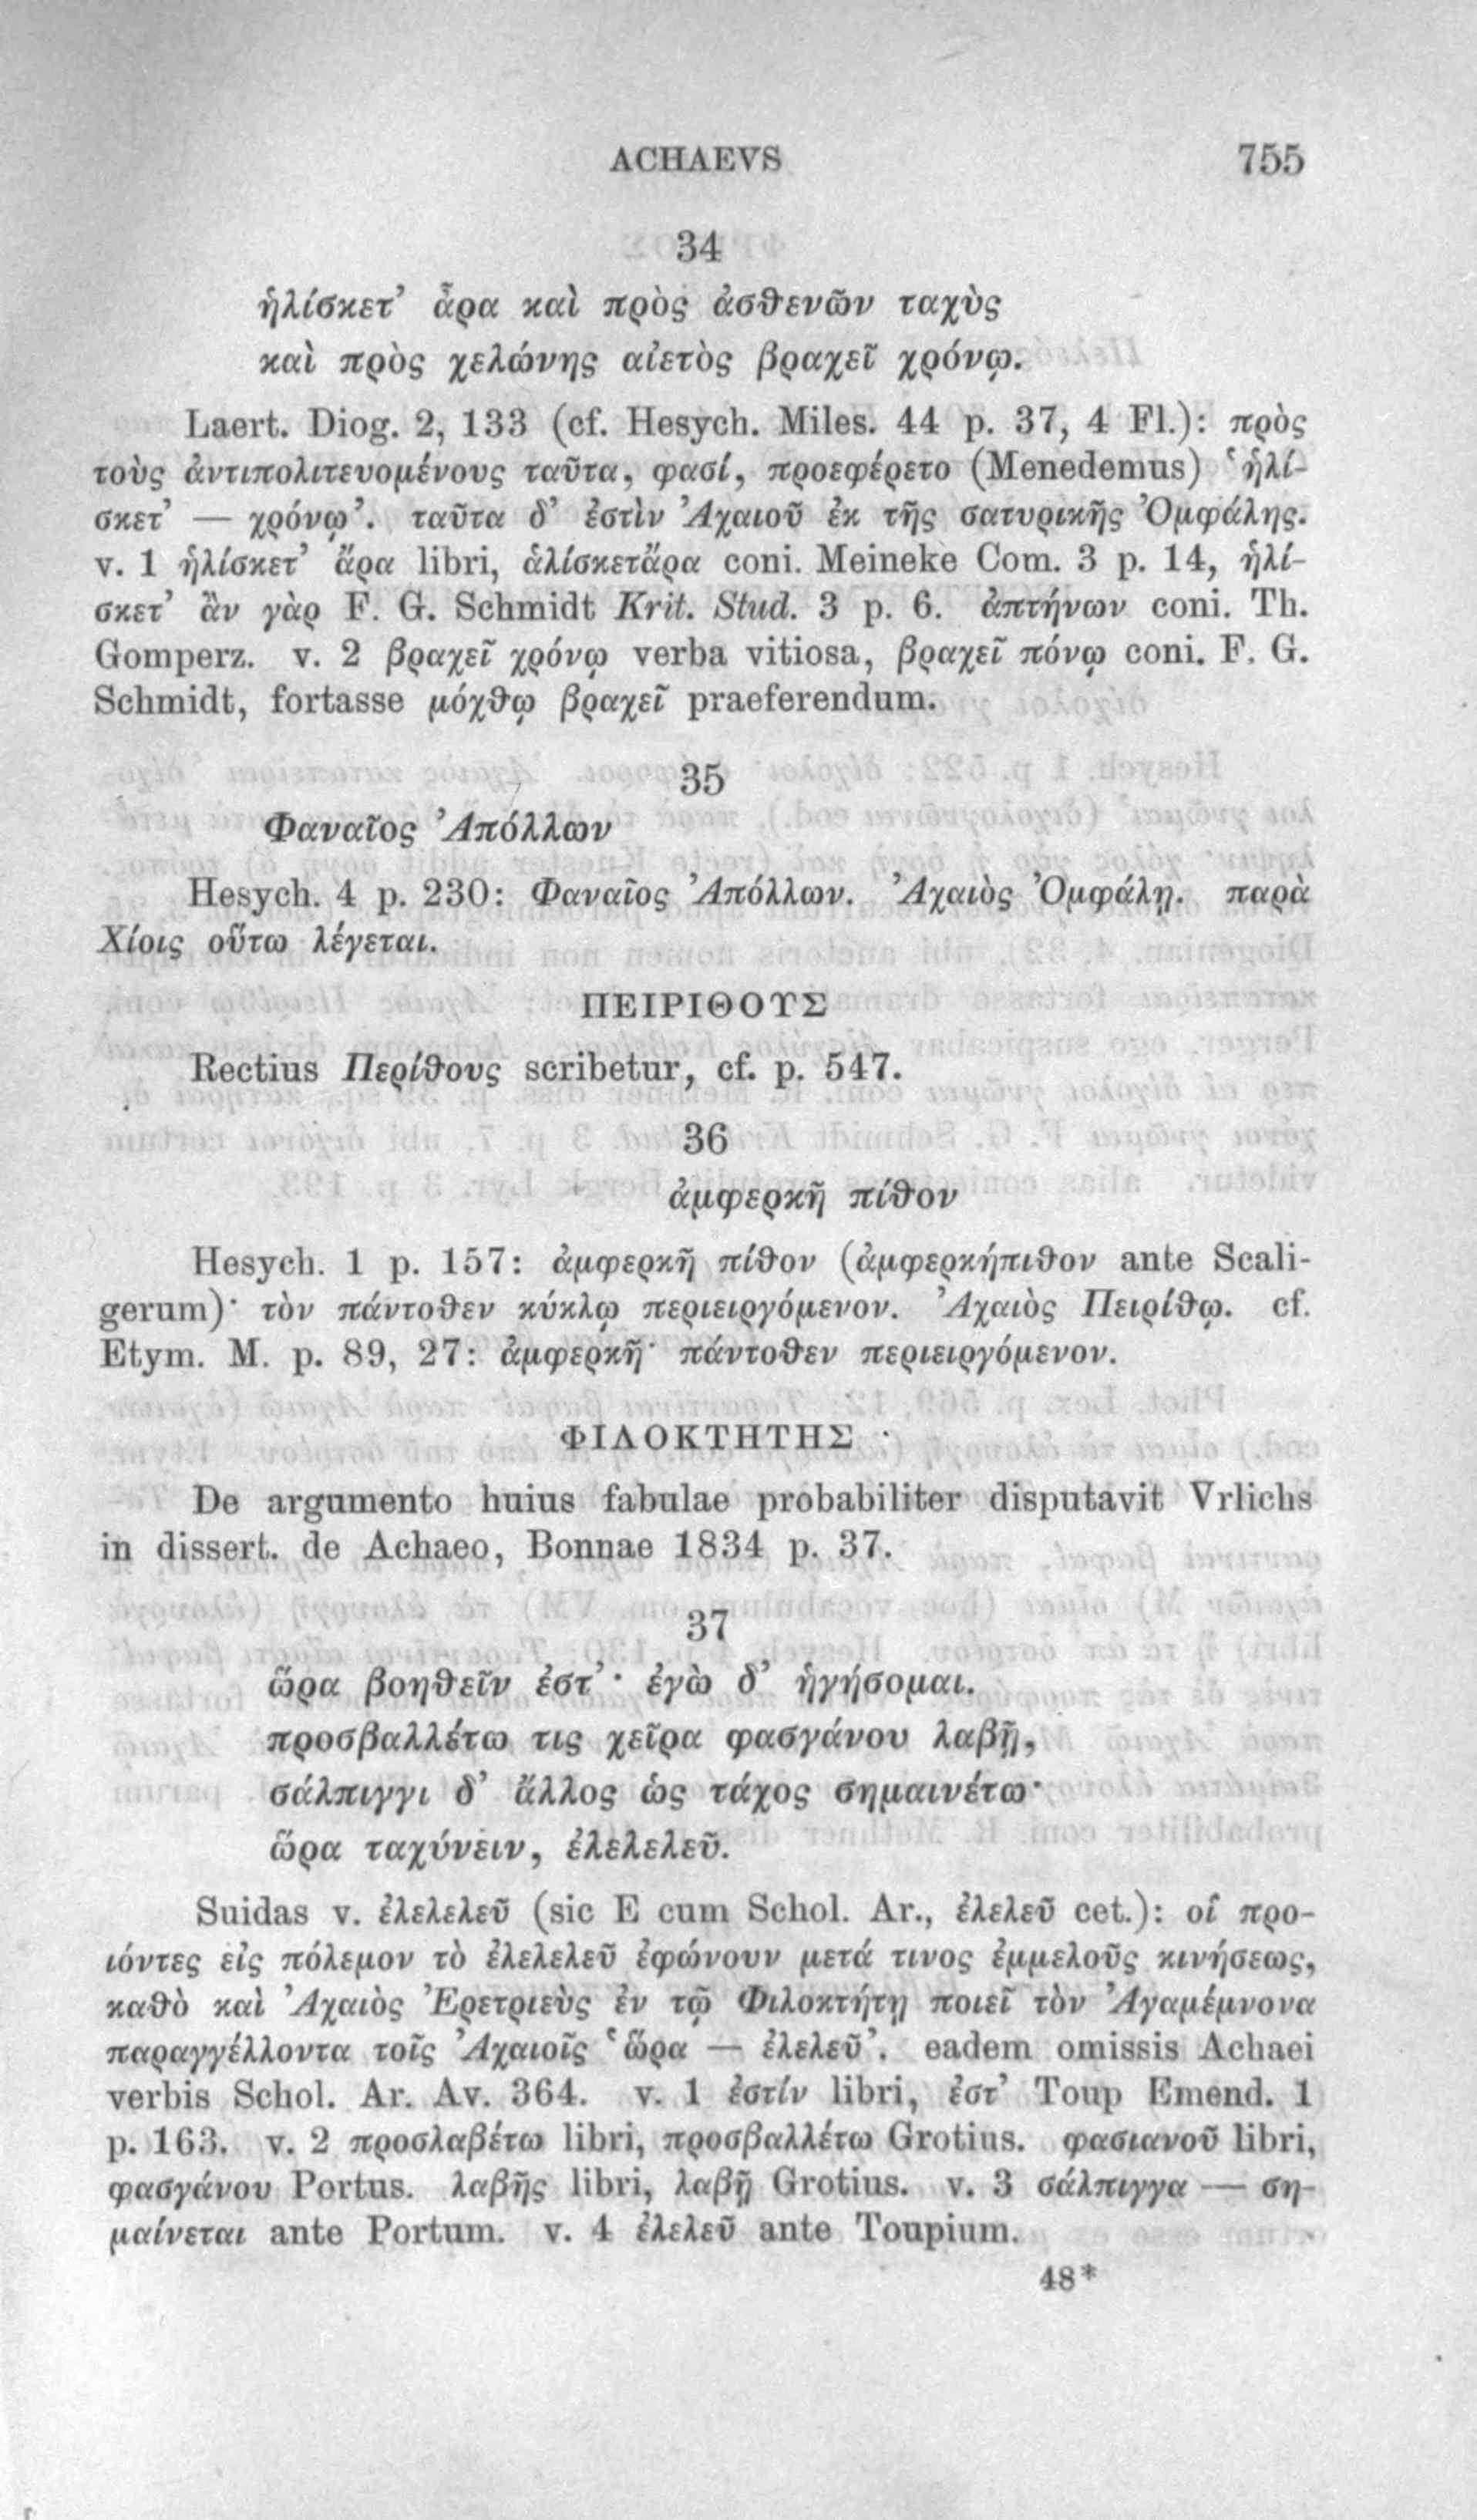 ACHAEVS 755
34
ἡλίσκετ’ ἆρα καὶ πρὸς ἀσθενῶν ταχὺς
καὶ πρὸς χελώνης αἰετὸς βραχεῖ χρόνῳ.
Laert. Diog. 2, 133 (cf. Hesych. Miles. 44 p. 37, 4 Fl.): πρὸς
τοὺς ἀντιπολιτευομένους ταῦτα, φασί, προεφέρετο (Menedemus) ‘ἡλί-
σκετ’ — χρόνῳ’. ταῦτα δ’ ἐστὶν Ἀχαιοῦ ἐκ τῆς σατυρικῆς Ὀμφάλης.
v. 1 ἡλίσκετ’ ἄρα libri, ἁλίσκετἄρα coni. Meineke Com. 3 p. 14, ἡλί-
σκετ’ ἂν γὰρ F. G. Schmidt Krit. Stud. 3 p. 6. ἀπτήνων coni. Th.
Gomperz. v. 2 βραχεῖ χρόνῳ verba vitiosa, βραχεῖ πόνῳ coni. F. G.
Schmidt, fortasse μόχθῳ βραχεῖ praeferendum.
35
Φαναῖος Ἀπόλλων
Hesych. 4 p. 230: Φαναῖος Ἀπόλλων. Ἀχαιὸς Ὀμφάλῃ. παρὰ
Χίοις οὕτω λέγεται.
ΠΕΙΡΙΘΟΥΣ
Rectius Περίθους scribetur, cf. p. 547.
36
ἀμφερκῆ πίθον
Hesych. 1 p. 157: ἀμφερκῆ πίθον (ἀμφερκήπιθον ante Scali-
gerum)· τὸν πάντοθεν κύκλῳ περιειργόμενον. Ἀχαιὸς Πειρίθῳ. cf.
Etym. M. p. 89, 27: ἀμφερκῆ· πάντοθεν περιειργόμενον.
ΦΙΛΟΚΤΗΤΗΣ
De argumento huius fabulae probabiliter disputavit Vrlichs
in dissert. de Achaeo, Bonnae 1834 p. 37.
37
ὥρα βοηθεῖν ἐστ’· ἐγὼ δ’ ἡγήσομαι.
προσβαλλέτω τις χεῖρα φασγάνου λαβῇ,
σάλπιγγι δ’ ἄλλος ὡς τάχος σημαινέτω·
ὥρα ταχύνειν, ἐλελελεῦ.
Suidas v. ἐλελελεῦ (sic E cum Schol. Ar., ἐλελεῦ cet.): οἱ προ-
ιόντες εἰς πόλεμον τὸ ἐλελελεῦ ἐφώνουν μετά τινος ἐμμελοῦς κινήσεως,
καθὸ καὶ Ἀχαιὸς Ἐρετριεὺς ἐν τῷ Φιλοκτήτῃ ποιεῖ τὸν Ἀγαμέμνονα
παραγγέλλοντα τοῖς Ἀχαιοῖς ‘ὥρα — ἐλελεῦ’. eadem omissis Achaei
verbis Schol. Ar. Av. 364. v. 1 ἐστίν libri, ἐστ’ Toup Emend. 1
p. 163. v. 2 προσλαβέτω libri, προσβαλλέτω Grotius. φασιανοῦ libri,
φασγάνου Portus. λαβῆς libri, λαβῇ Grotius. v. 3 σάλπιγγα — ση-
μαίνεται ante Portum. v. 4 ἐλελεῦ ante Toupium.
48*